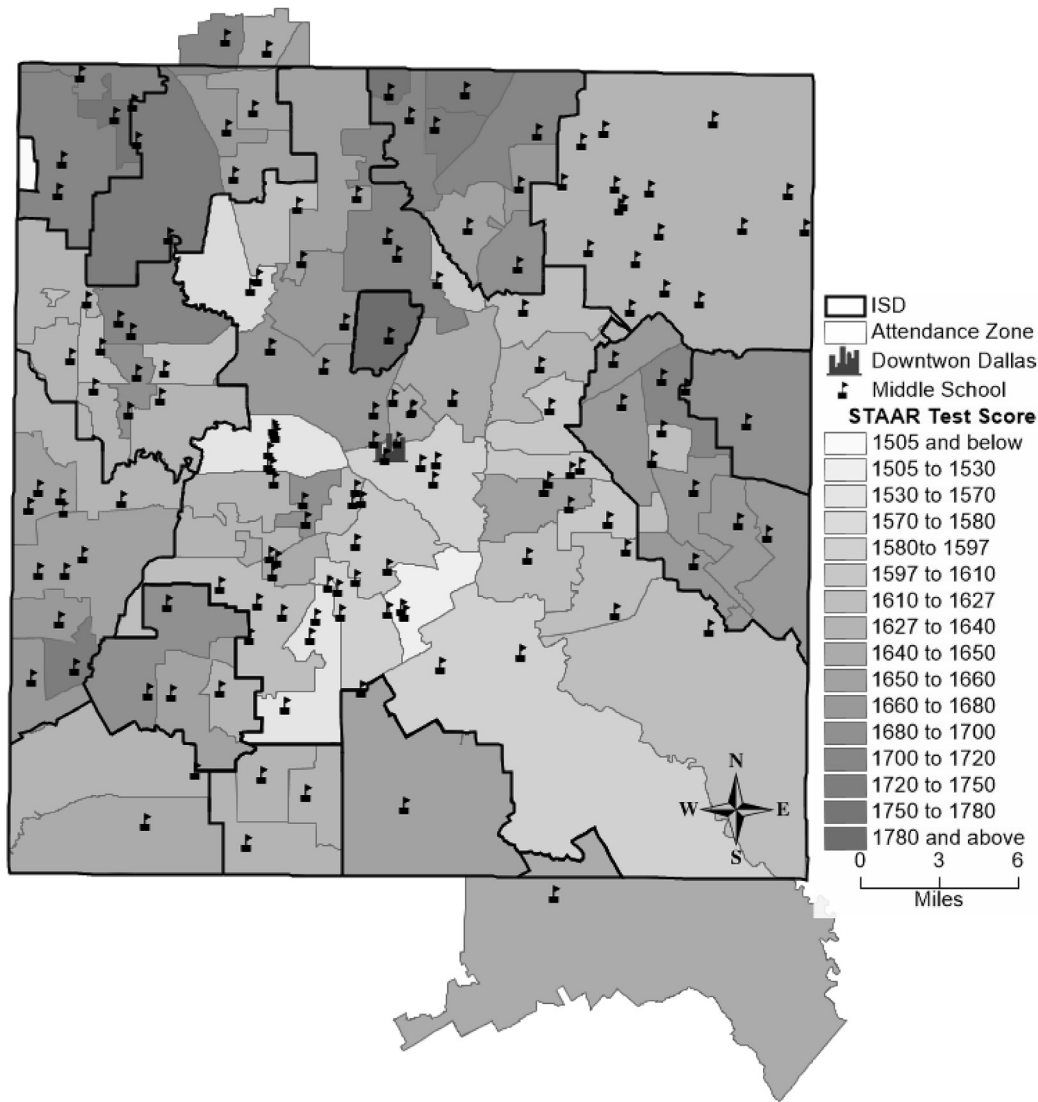 ISD
Attendance Zone
Downtwon Dallas
Middle School
STAAR Test Score
1505 and below
1505 to 1530
1530 to 1570
1570 to 1580
1580to 1597
1597 to 1610
1610 to 1627
1627 to 1640
1640 to 1650
1650 to 1660
1660 to 1680
1680 to 1700
1700 to 1720
1720 to 1750
1750 to 1780
1780 and above
N
W E
S
0 3 6
Miles